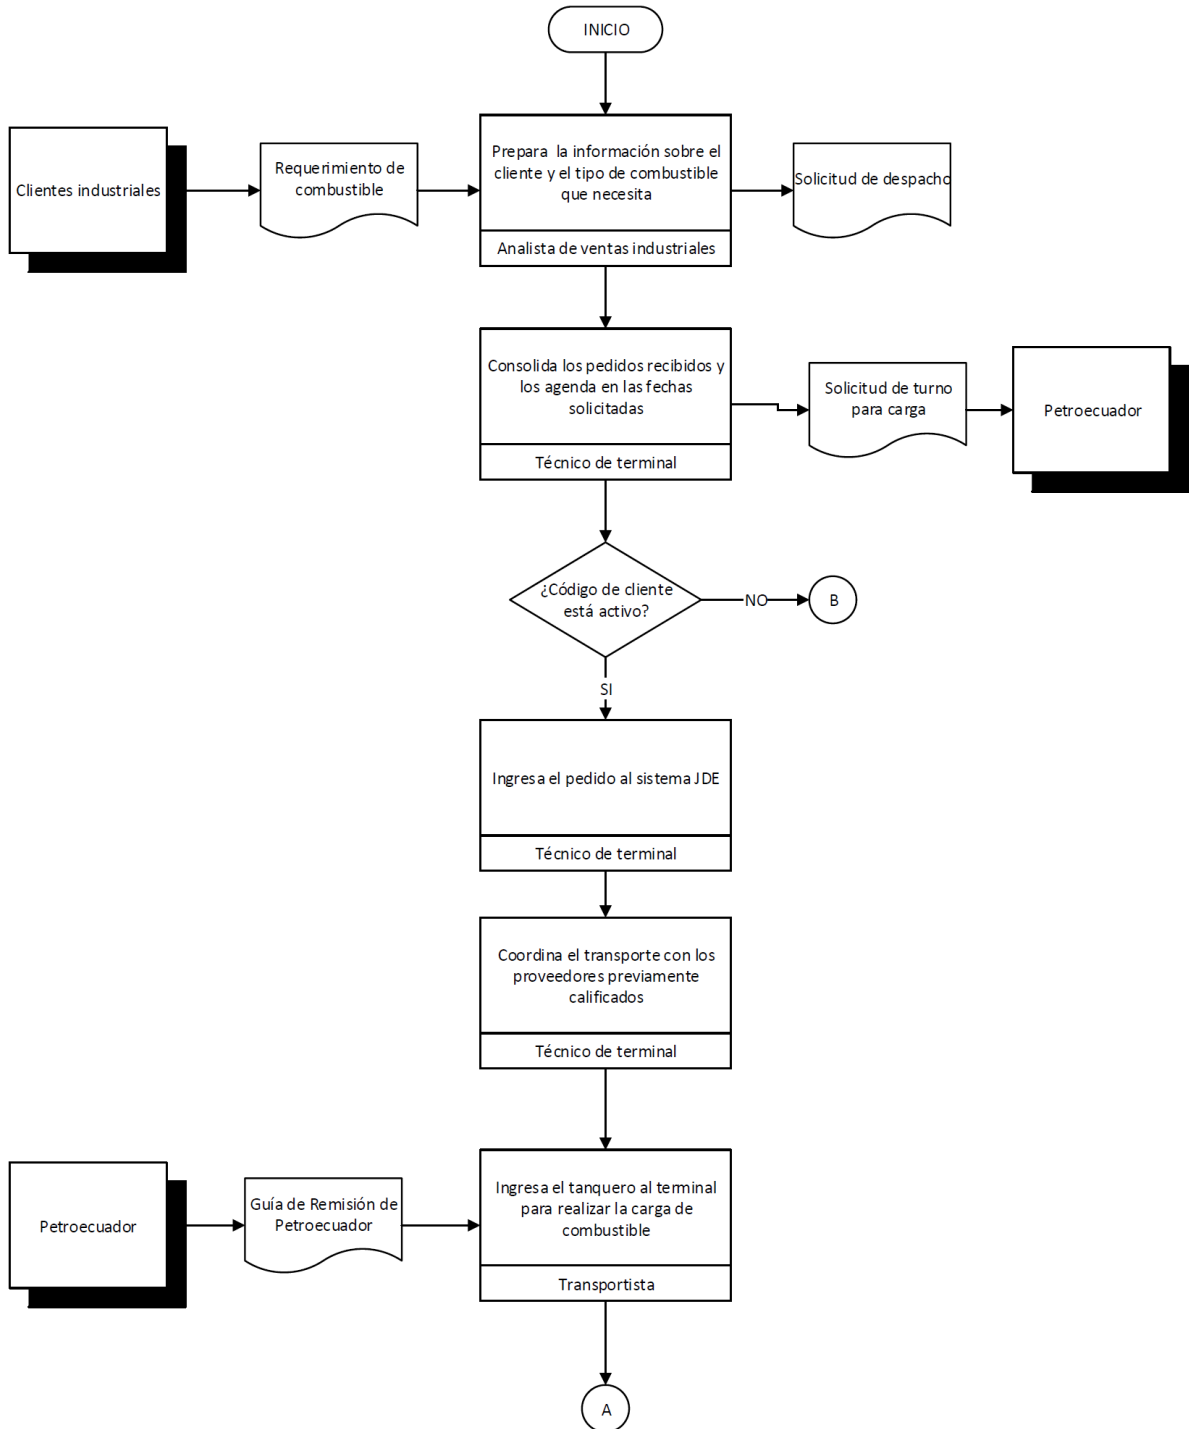 INICIO
Clientes industriales
Requerimiento de
combustible
Prepara la información sobre el
cliente y el tipo de combustible
que necesita
Analista de ventas industriales
Solicitud de despacho
Consolida los pedidos recibidos y
los agenda en las fechas
solicitadas
Técnico de terminal
Solicitud de turno
para carga
Petroecuador
¿Código de cliente
está activo?
NO
B
SI
Ingresa el pedido al sistema JDE
Técnico de terminal
Coordina el transporte con los
proveedores previamente
calificados
Técnico de terminal
Petroecuador
Guía de Remisión de
Petroecuador
Ingresa el tanquero al terminal
para realizar la carga de
combustible
Transportista
A